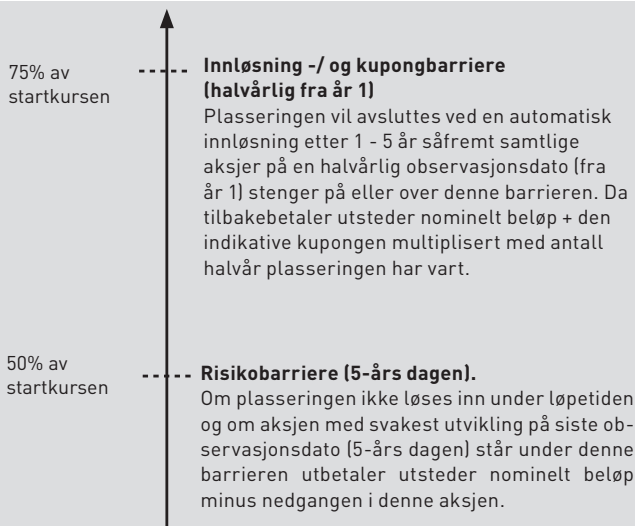 75% av
startkursen
Innløsning -/ og kupongbarriere
(halvårlig fra år 1)
Plasseringen vil avsluttes ved en automatisk
innløsning etter 1 - 5 år såfremt samtlige
aksjer på en halvårlig observasjonsdato (fra
år 1) stenger på eller over denne barrieren. Da
tilbakebetaler utsteder nominelt beløp + den
indikative kupongen multiplisert med antall
halvår plasseringen har vart.
50% av
startkursen
Risikobarriere (5-års dagen).
Om plasseringen ikke løses inn under løpetiden
og om aksjen med svakest utvikling på siste ob-
servasjonsdato (5-års dagen) står under denne
barrieren utbetaler utsteder nominelt beløp
minus nedgangen i denne aksjen.